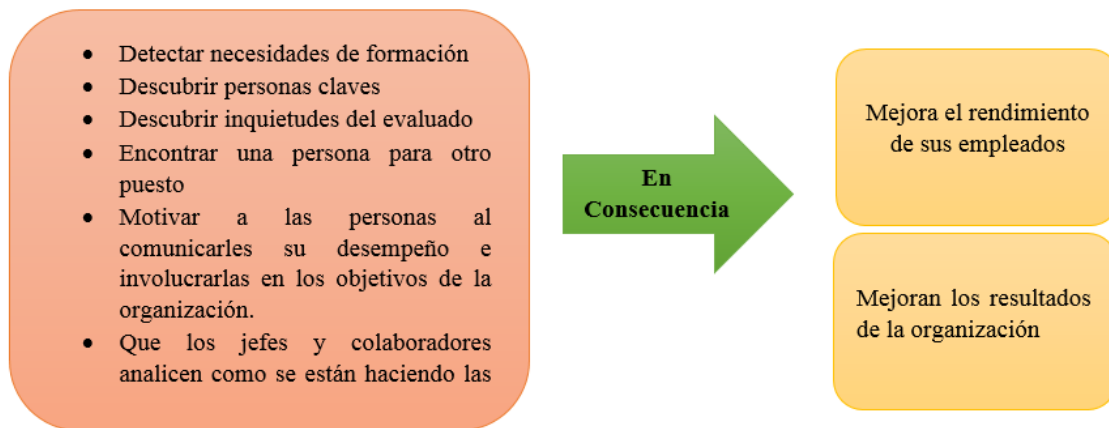 • Detectar necesidades de formación
• Descubrir personas claves
• Descubrir inquietudes del evaluado
• Encontrar una persona para otro
puesto
• Motivar a las personas al
comunicarles su desempeño e
involucrarlas en los objetivos de la
organización.
• Que los jefes y colaboradores
analicen como se están haciendo las
En
Consecuencia
Mejora el rendimiento
de sus empleados
Mejoran los resultados
de la organización